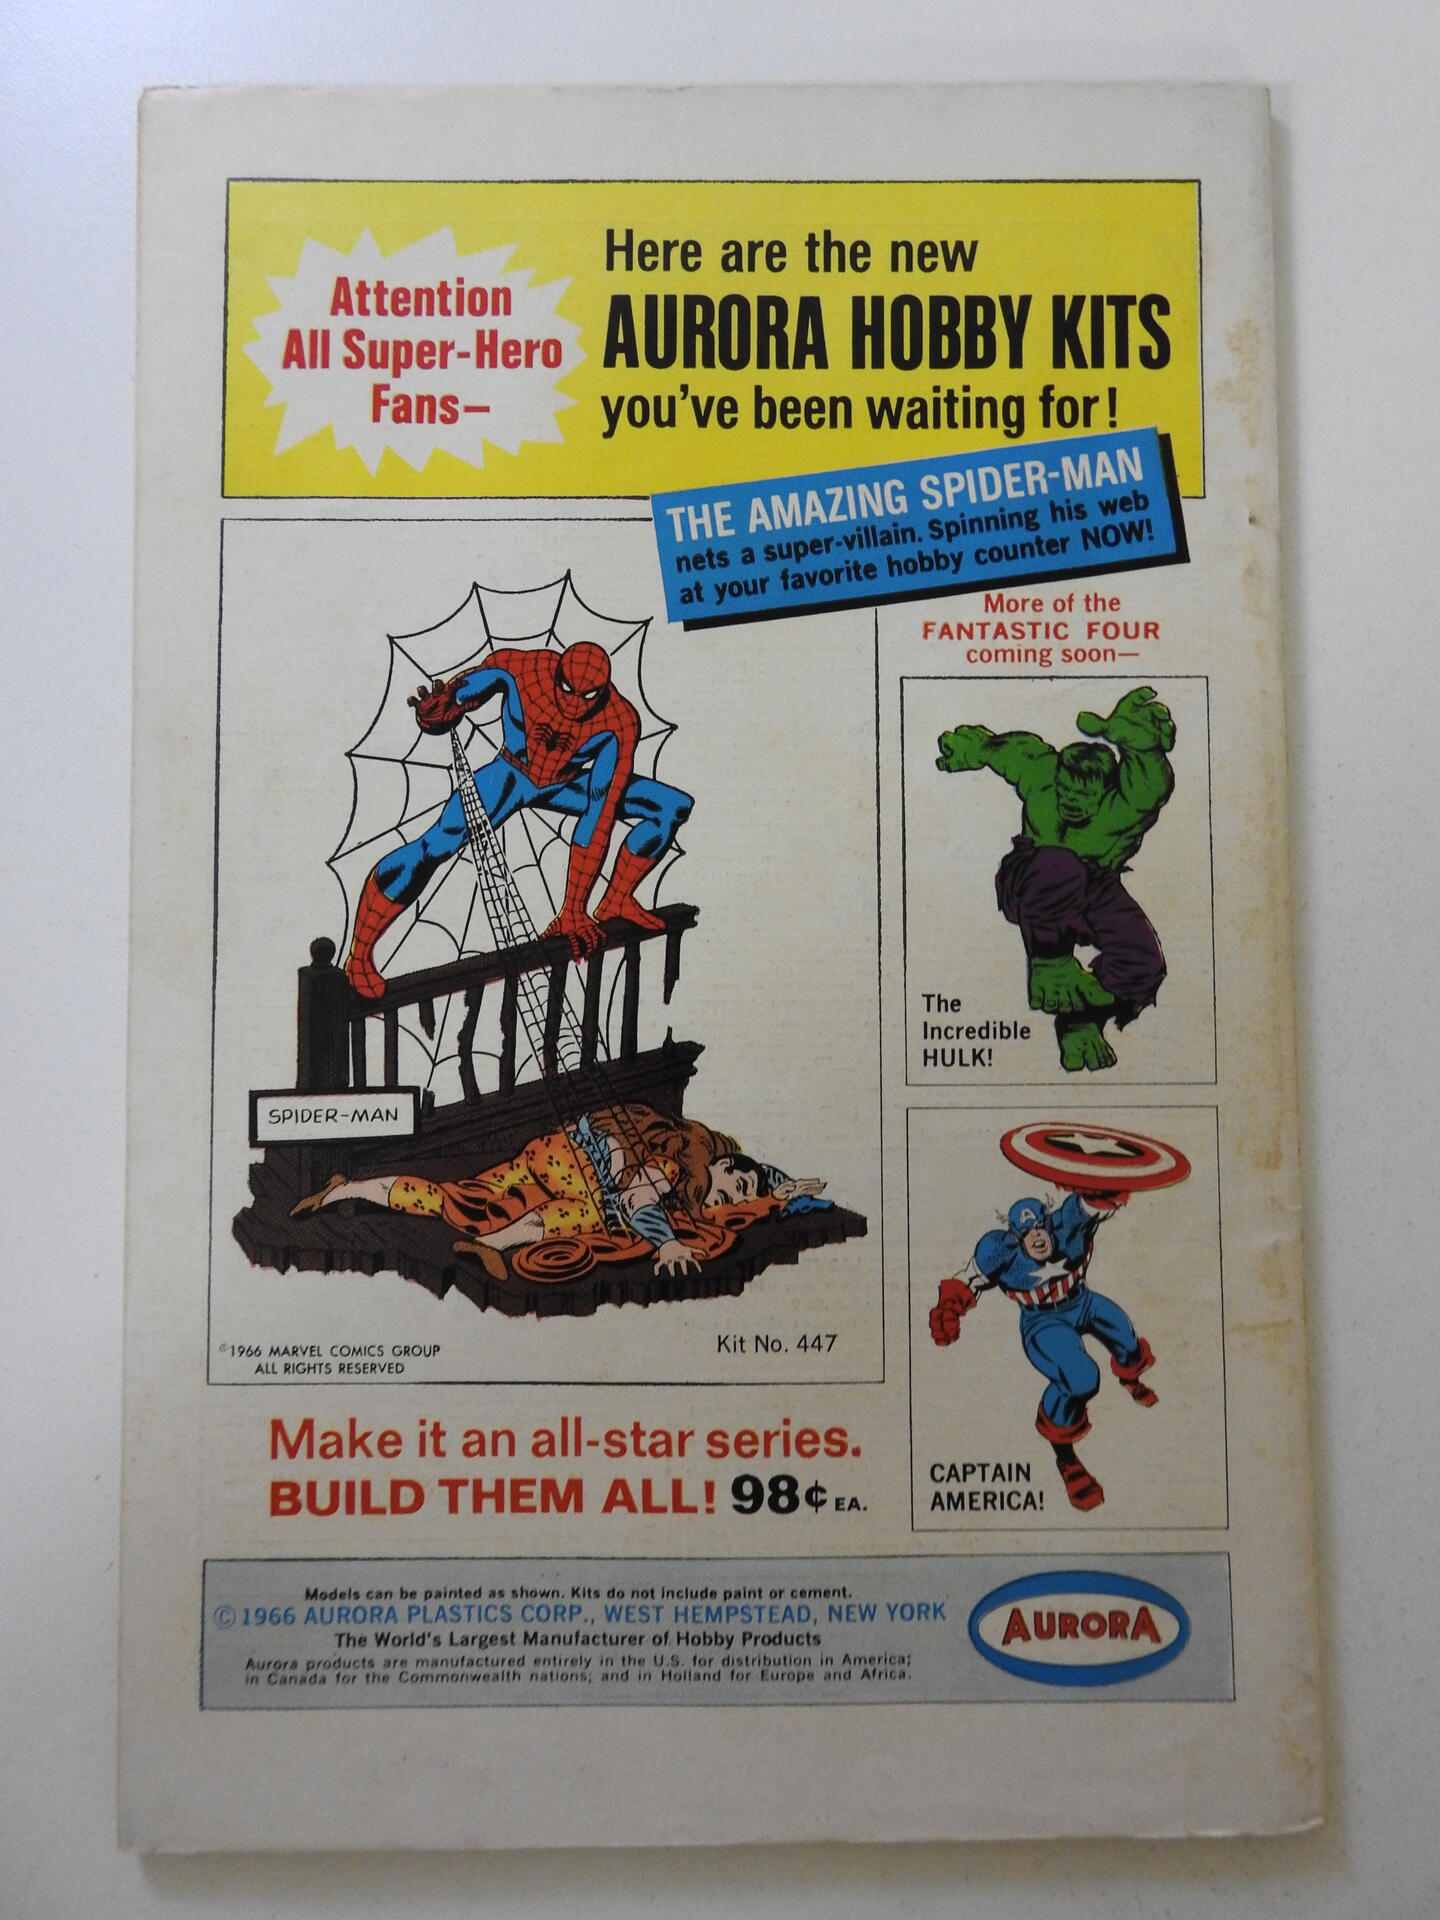 Attention
All Super-Hero
Fans—
Here are the new
AURORA HOBBY KITS
you've been waiting for!
THE AMAZING SPIDER-MAN
nets a super-villain. Spinning his web
at your favorite hobby counter NOW!
More of the
FANTASTIC FOUR
coming soon—
SPIDER-MAN
©1966 MARVEL COMICS GROUP
ALL RIGHTS RESERVED
Kit No. 447
The
Incredible
HULK!
A
CAPTAIN
AMERICA!
Make it an all-star series.
BUILD THEM ALL! 98¢ EA.
Models can be painted as shown. Kits do not include paint or cement.
©1966 AURORA PLASTICS CORP., WEST HEMPSTEAD, NEW YORK
The World's Largest Manufacturer of Hobby Products
Aurora products are manufactured entirely in the U.S. for distribution in America;
in Canada for the Commonwealth nations; and in Holland for Europe and Africa.
AURORA